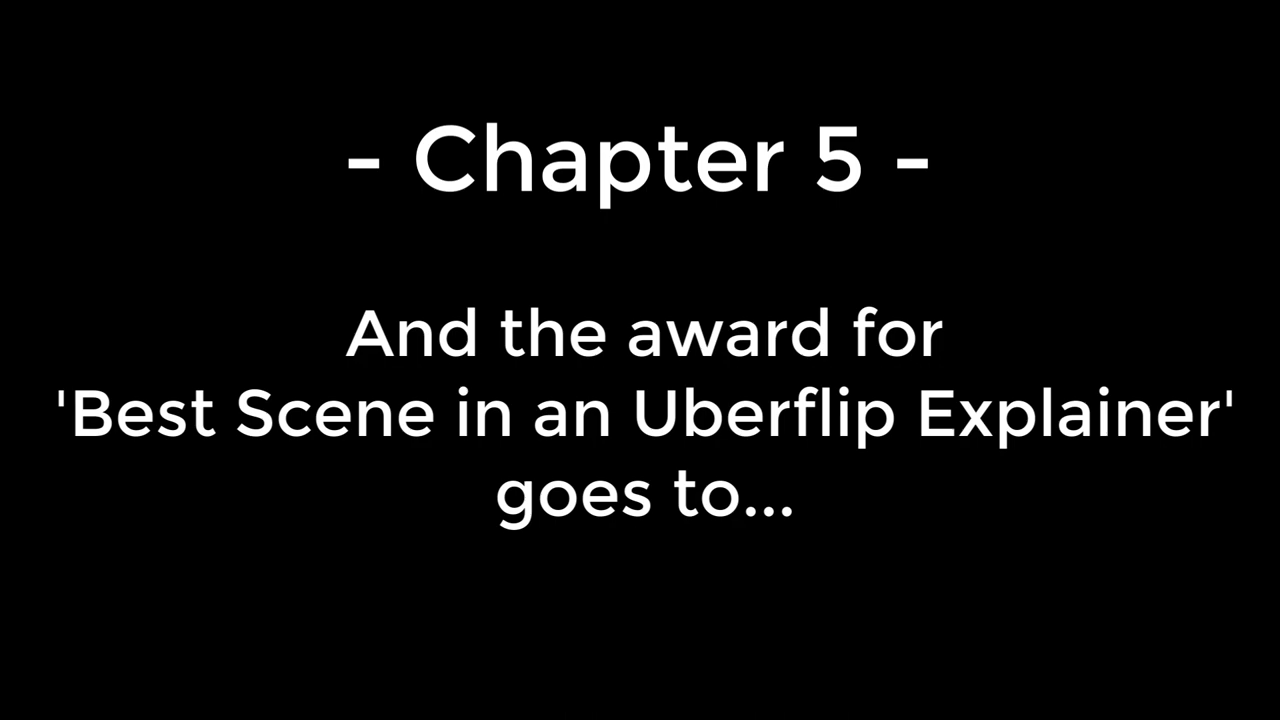 - Chapter 5 -
And the award for
'Best Scene in an Uberflip Explainer'
goes to...